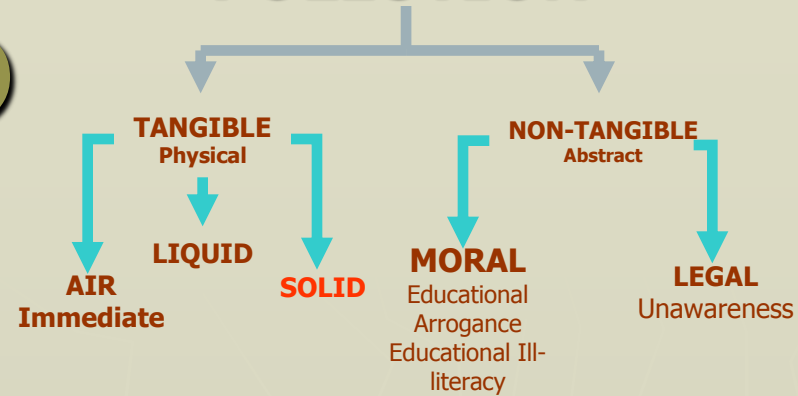 TANGIBLE
Physical
NON-TANGIBLE
Abstract
LIQUID
AIR
Immediate
SOLID
MORAL
Educational
Arrogance
Educational Ill-
literacy
LEGAL
Unawareness